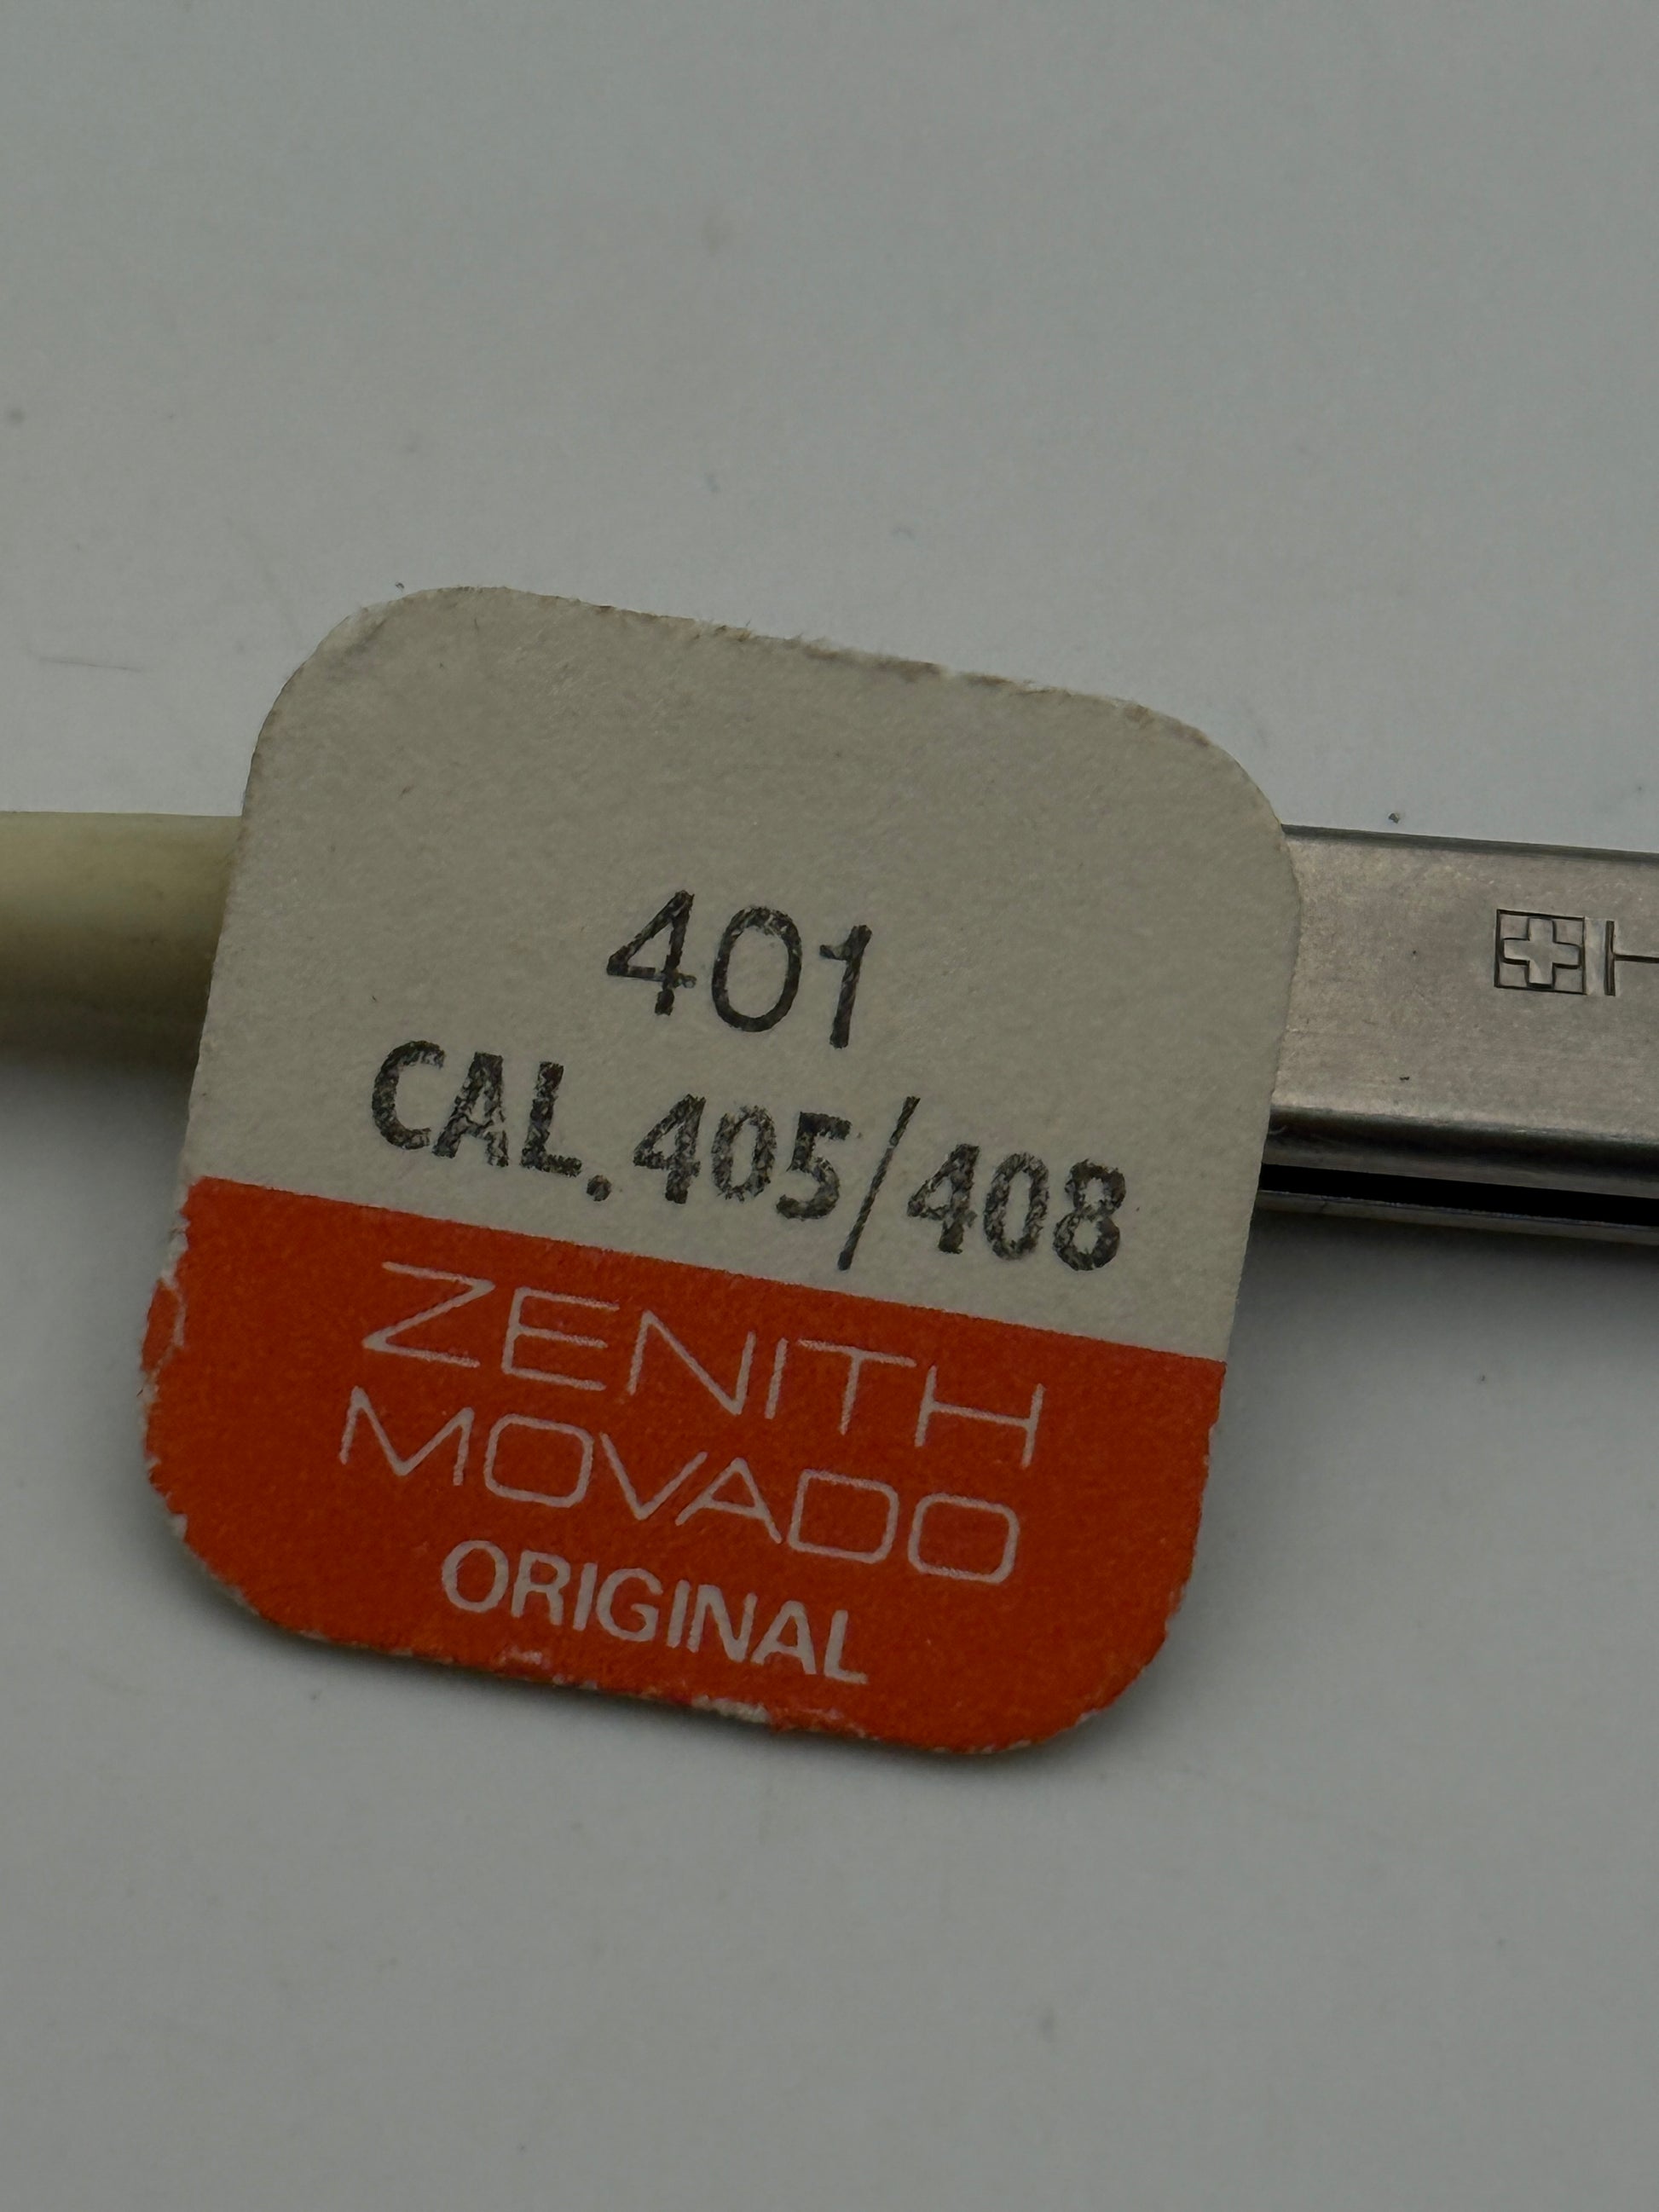 401
CAL. 405/408
ZENITH
MOVADO
ORIGINAL
H